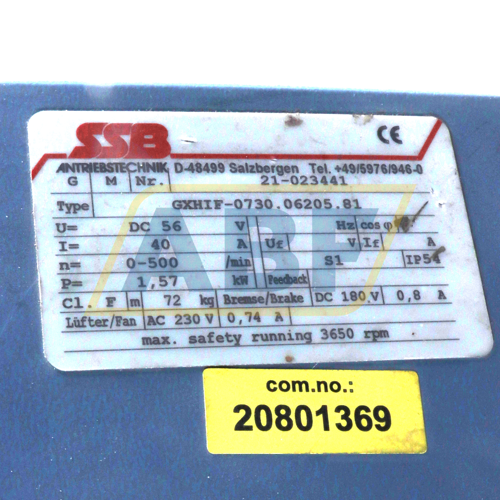 SSB
CE
ANTRIEBSTECHNIK D-48499 Salzbergen Tel. +49/5976/946-0
G M Nr. 21-023441
Type GXHIF-0730.06205.81
U= DC 56 V Hz cos φ
I= 40 A Uf V If A
n= 0-500 /min S1 IP54
P= 1,57 kW Feedback
Cl. F m 72 kg Bremse/Brake DC 180 V 0,8 A
Lüfter/Fan AC 230 V 0,74 A
max. safety running 3650 rpm
ABF
com.no.:
20801369